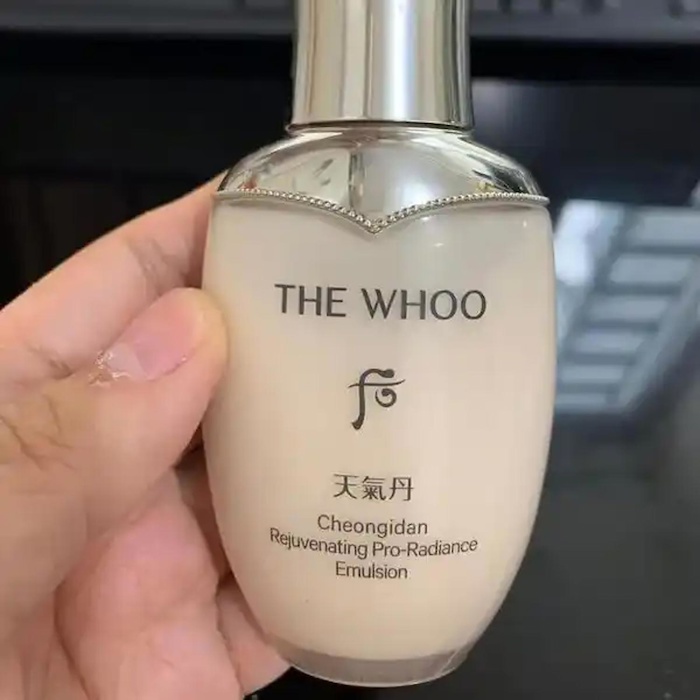 THE WHOO
天氣丹
Cheongidan
Rejuvenating Pro-Radiance
Emulsion